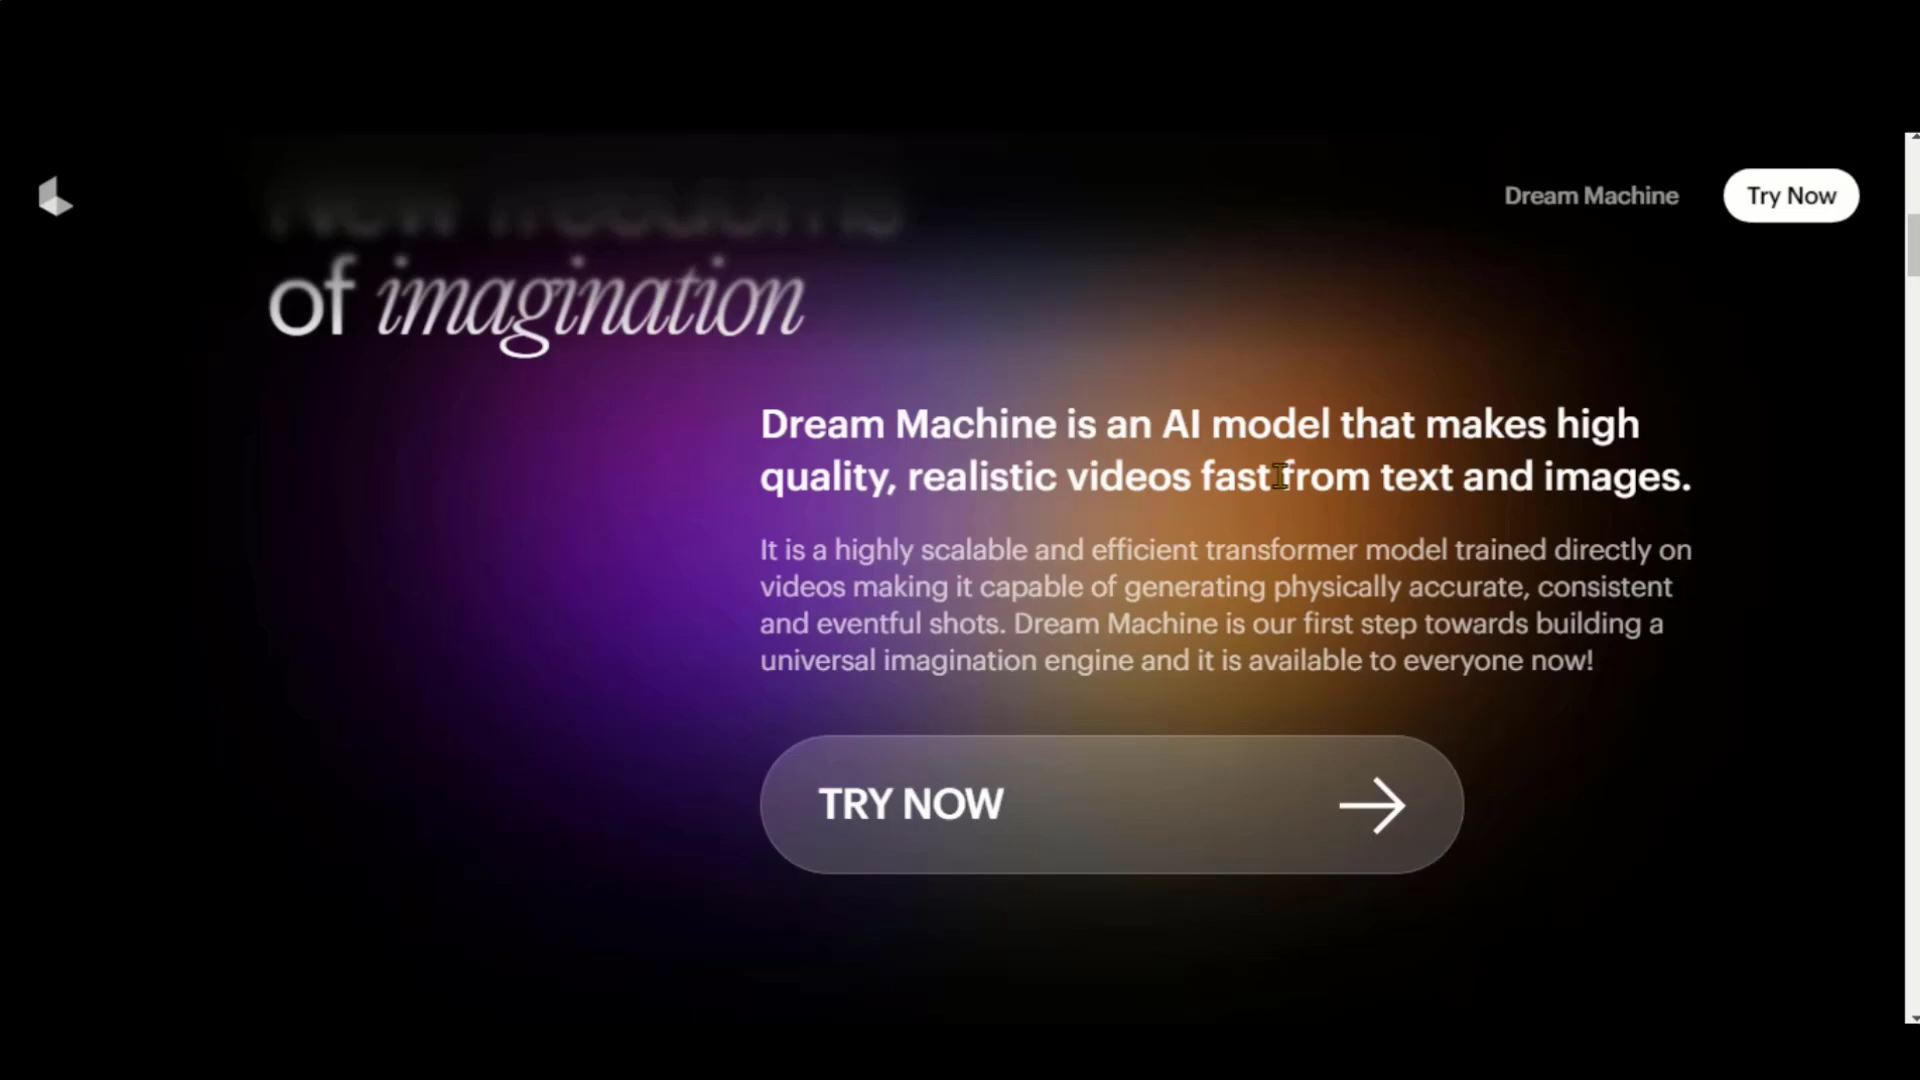 Dream Machine
Try Now
New freedoms
of imagination
Dream Machine is an AI model that makes high
quality, realistic videos fast from text and images.
It is a highly scalable and efficient transformer model trained directly on
videos making it capable of generating physically accurate, consistent
and eventful shots. Dream Machine is our first step towards building a
universal imagination engine and it is available to everyone now!
TRY NOW